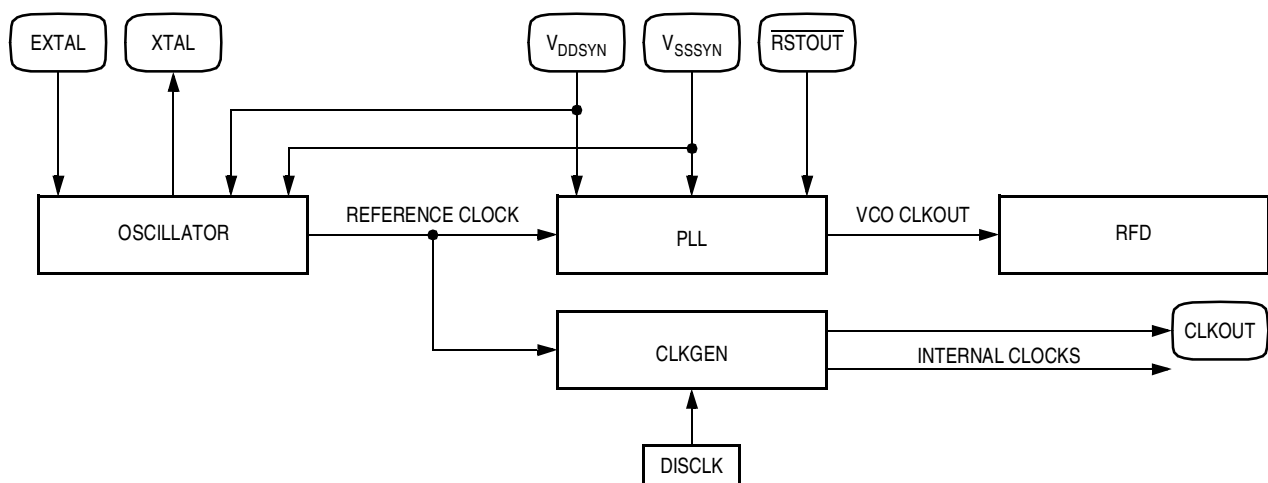 EXTAL
XTAL
VDDSYN
VSSSYN
RSTOUT
OSCILLATOR
REFERENCE CLOCK
PLL
VCO CLKOUT
RFD
CLKGEN
INTERNAL CLOCKS
CLKOUT
DISCLK